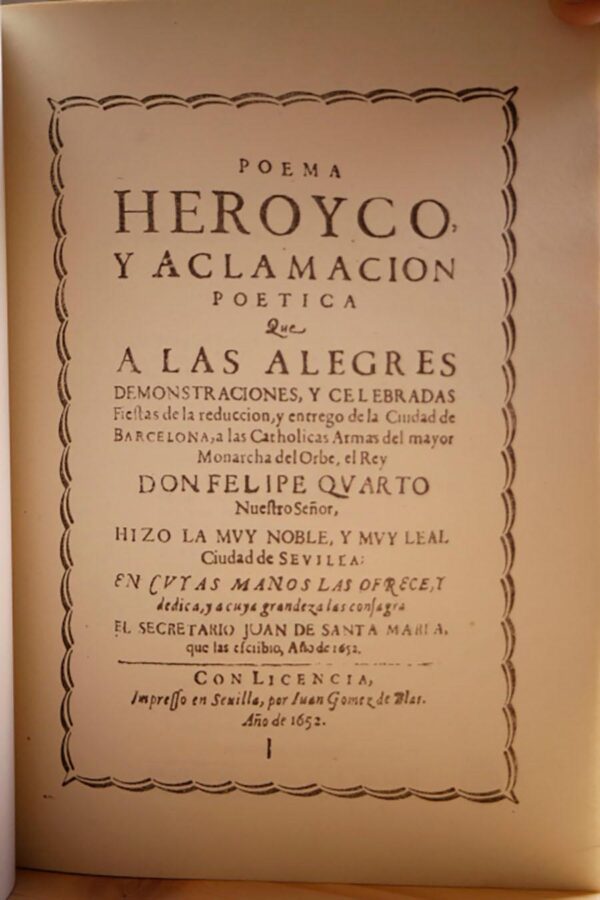 POEMA
HEROYCO,
Y ACLAMACION
POETICA
Que
A LAS ALEGRES
DEMONSTRACIONES, Y CELEBRADAS
Fiestas de la reduccion, y entrego de la Ciudad de
BARCELONA, a las Catholicas Armas del mayor
Monarcha del Orbe, el Rey
DON FELIPE QVARTO
Nuestro Señor,
HIZO LA MVY NOBLE, Y MVY LEAL
Ciudad de SEVILLA:
EN CVYAS MANOS LAS OFRECE, Y
dedica, y a cuya grandeza las consagra
EL SECRETARIO JUAN DE SANTA MARIA,
que las escribio, Año de 1652.
CON LICENCIA,
Impresso en Seuilla, por Iuan Gomez de Blas.
Año de 1652.